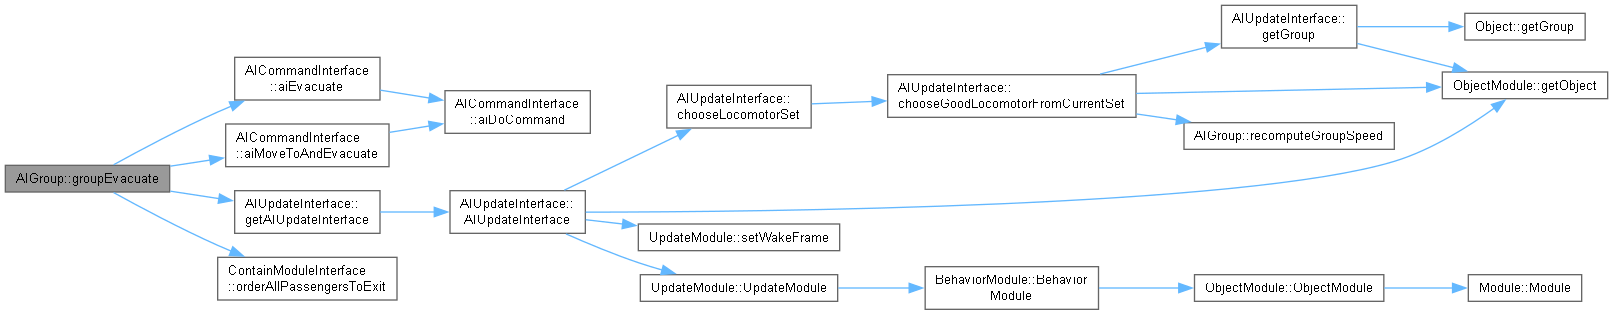 AIGroup::groupEvacuate
AICommandInterface
::aiEvacuate
AICommandInterface
::aiMoveToAndEvacuate
AIUpdateInterface::
getAIUpdateInterface
ContainModuleInterface
::orderAllPassengersToExit
AICommandInterface
::aiDoCommand
AIUpdateInterface::
AIUpdateInterface
AIUpdateInterface::
chooseLocomotorSet
UpdateModule::setWakeFrame
UpdateModule::UpdateModule
AIUpdateInterface::
chooseGoodLocomotorFromCurrentSet
BehaviorModule::Behavior
Module
AIUpdateInterface::
getGroup
AIGroup::recomputeGroupSpeed
ObjectModule::ObjectModule
Object::getGroup
ObjectModule::getObject
Module::Module